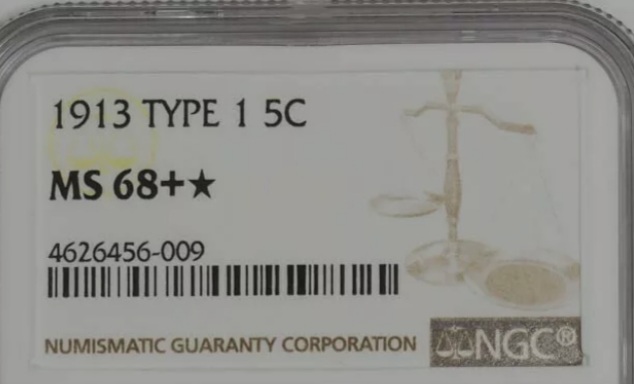 1913 TYPE 1 5C
MS 68+★
4626456-009
NUMISMATIC GUARANTY CORPORATION NGC®